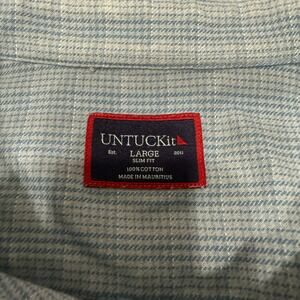 UNTUCKit
Est. LARGE 2011
SLIM FIT
100% COTTON
MADE IN MAURITIUS